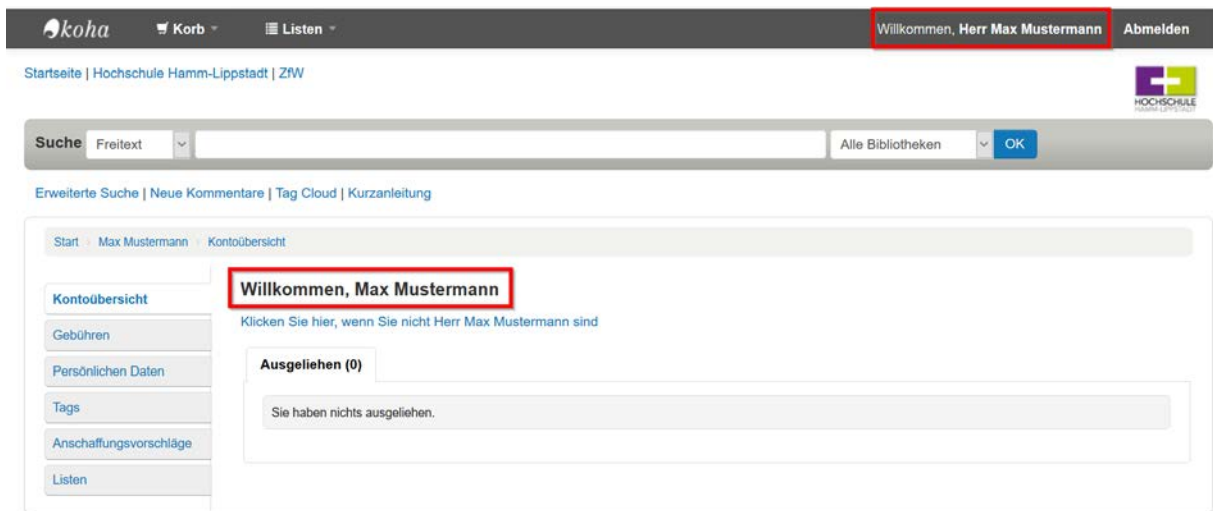 koha Korb Listen Willkommen, Herr Max Mustermann Abmelden
Startseite | Hochschule Hamm-Lippstadt | ZfW
HOCHSCHULE
HAMM-LIPPSTADT
Suche Freitext Alle Bibliotheken OK
Erweiterte Suche | Neue Kommentare | Tag Cloud | Kurzanleitung
Start Max Mustermann Kontoübersicht
Kontoübersicht
Gebühren
Persönlichen Daten
Tags
Anschaffungsvorschläge
Listen
Willkommen, Max Mustermann
Klicken Sie hier, wenn Sie nicht Herr Max Mustermann sind
Ausgeliehen (0)
Sie haben nichts ausgeliehen.